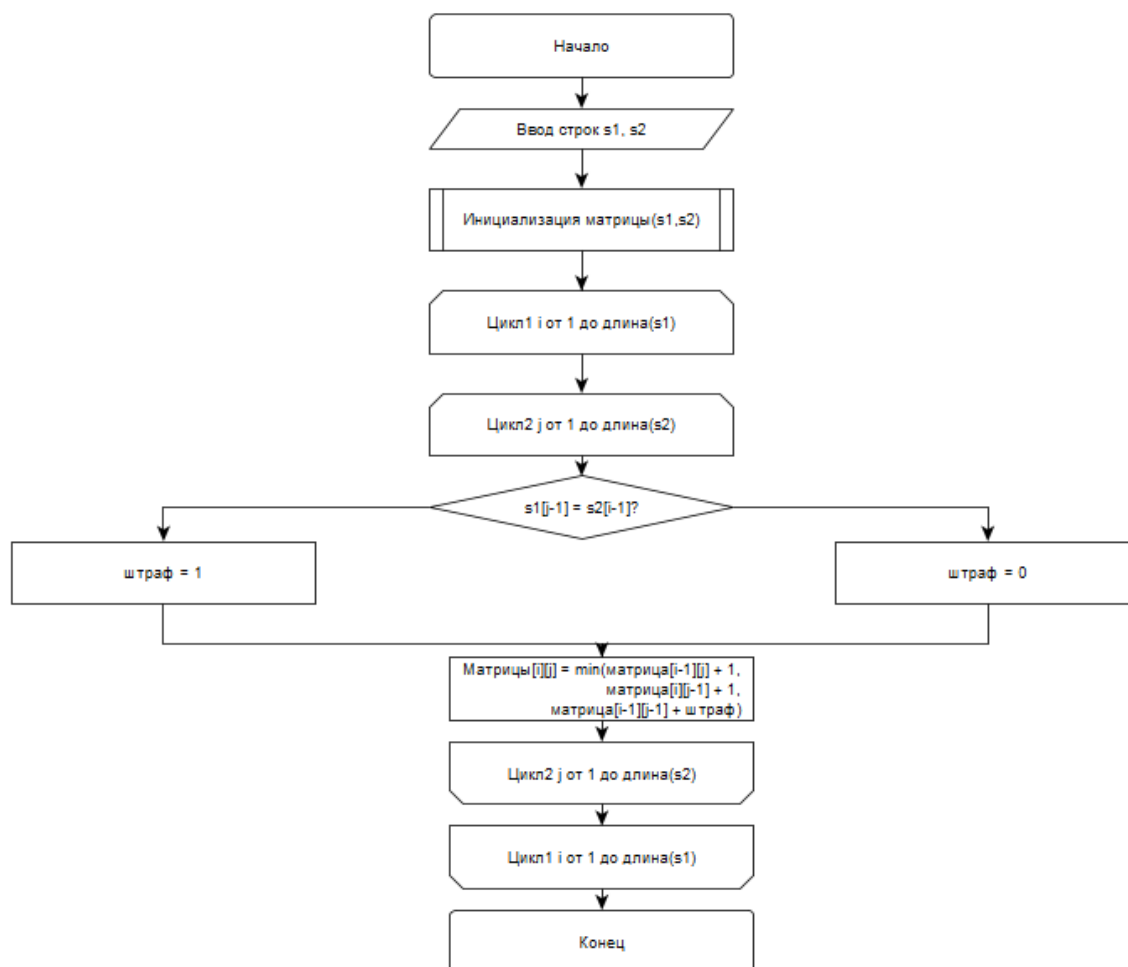 Начало
Ввод строк s1, s2
Инициализация матрицы(s1,s2)
Цикл1 i от 1 до длина(s1)
Цикл2 j от 1 до длина(s2)
s1[j-1] = s2[i-1]?
штраф = 1
штраф = 0
Матрицы[i][j] = min(матрица[i-1][j] + 1,
матрица[i][j-1] + 1,
матрица[i-1][j-1] + штраф)
Цикл2 j от 1 до длина(s2)
Цикл1 i от 1 до длина(s1)
Конец